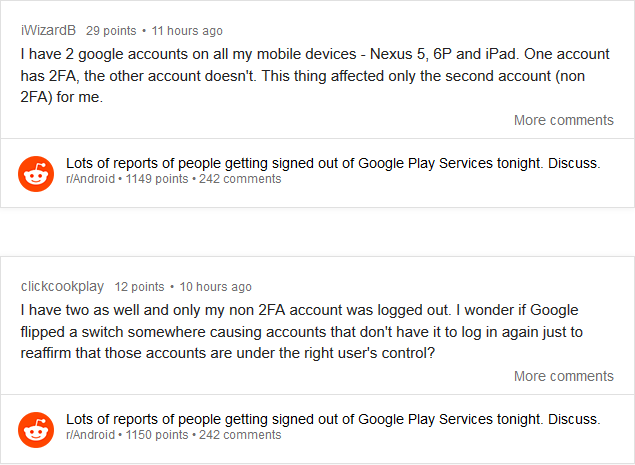 iWizardB 29 points • 11 hours ago
I have 2 google accounts on all my mobile devices - Nexus 5, 6P and iPad. One account
has 2FA, the other account doesn't. This thing affected only the second account (non
2FA) for me.
More comments
Lots of reports of people getting signed out of Google Play Services tonight. Discuss.
r/Android • 1149 points • 242 comments
clickcookplay 12 points • 10 hours ago
I have two as well and only my non 2FA account was logged out. I wonder if Google
flipped a switch somewhere causing accounts that don't have it to log in again just to
reaffirm that those accounts are under the right user's control?
More comments
Lots of reports of people getting signed out of Google Play Services tonight. Discuss.
r/Android • 1150 points • 242 comments